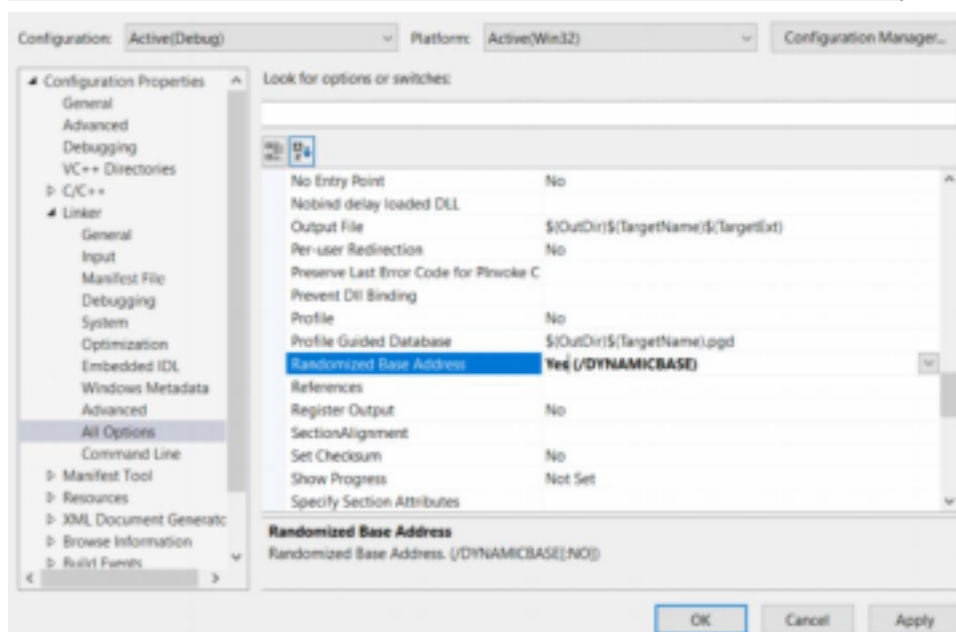 Configuration: Active(Debug) Platform: Active(Win32) Configuration Manager...
Configuration Properties
General
Advanced
Debugging
VC++ Directories
C/C++
Linker
General
Input
Manifest File
Debugging
System
Optimization
Embedded IDL
Windows Metadata
Advanced
All Options
Command Line
Manifest Tool
Resources
XML Document Generatc
Browse Information
Build Events
Look for options or switches:
No Entry Point No
Nobind delay loaded DLL
Output File $(OutDir)$(TargetName)$(TargetExt)
Per-user Redirection No
Preserve Last Error Code for PInvoke C
Prevent Dll Binding
Profile No
Profile Guided Database $(OutDir)$(TargetName).pgd
Randomized Base Address Yes (/DYNAMICBASE)
References
Register Output No
SectionAlignment
Set Checksum No
Show Progress Not Set
Specify Section Attributes
Randomized Base Address
Randomized Base Address. (/DYNAMICBASE[:NO])
OK Cancel Apply